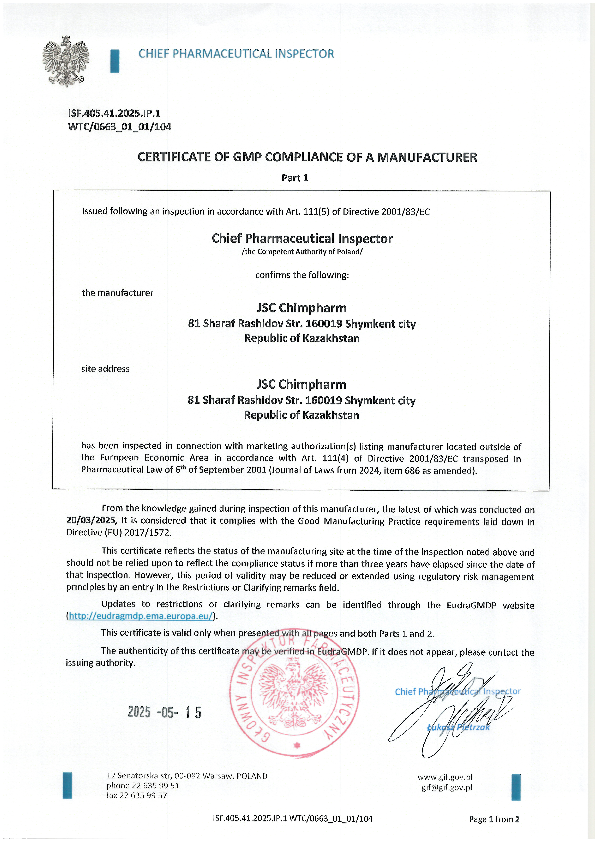 CHIEF PHARMACEUTICAL INSPECTOR
ISF.405.41.2025.IP.1
WTC/0663_01_01/104
CERTIFICATE OF GMP COMPLIANCE OF A MANUFACTURER
Part 1
Issued following an inspection in accordance with Art. 111(5) of Directive 2001/83/EC
Chief Pharmaceutical Inspector
/the Competent Authority of Poland/
confirms the following:
the manufacturer
JSC Chimpharm
81 Sharaf Rashidov Str. 160019 Shymkent city
Republic of Kazakhstan
site address
JSC Chimpharm
81 Sharaf Rashidov Str. 160019 Shymkent city
Republic of Kazakhstan
has been inspected in connection with marketing authorization(s) listing manufacturer located outside of
the European Economic Area in accordance with Art. 111(4) of Directive 2001/83/EC transposed in
Pharmaceutical Law of 6th of September 2001 (Journal of Laws from 2024, item 686 as amended).
From the knowledge gained during inspection of this manufacturer, the latest of which was conducted on
20/03/2025, it is considered that it complies with the Good Manufacturing Practice requirements laid down in
Directive (EU) 2017/1572.
This certificate reflects the status of the manufacturing site at the time of the inspection noted above and
should not be relied upon to reflect the compliance status if more than three years have elapsed since the date of
that inspection. However, this period of validity may be reduced or extended using regulatory risk management
principles by an entry in the Restrictions or Clarifying remarks field.
Updates to restrictions or clarifying remarks can be identified through the EudraGMDP website
(http://eudragmdp.ema.europa.eu/).
This certificate is valid only when presented with all pages and both Parts 1 and 2.
The authenticity of this certificate may be verified in EudraGMDP. If it does not appear, please contact the
issuing authority.
GŁÓWNY INSPEKTOR FARMACEUTYCZNY
2025 -05- 15
Chief Pharmaceutical Inspector
Łukasz Pietrzak
12 Senatorska str, 00-082 Warsaw, POLAND
phone 22 635 99 51
fax 22 635 99 57
www.gif.gov.pl
gif@gif.gov.pl
ISF.405.41.2025.IP.1 WTC/0663_01_01/104
Page 1 from 2